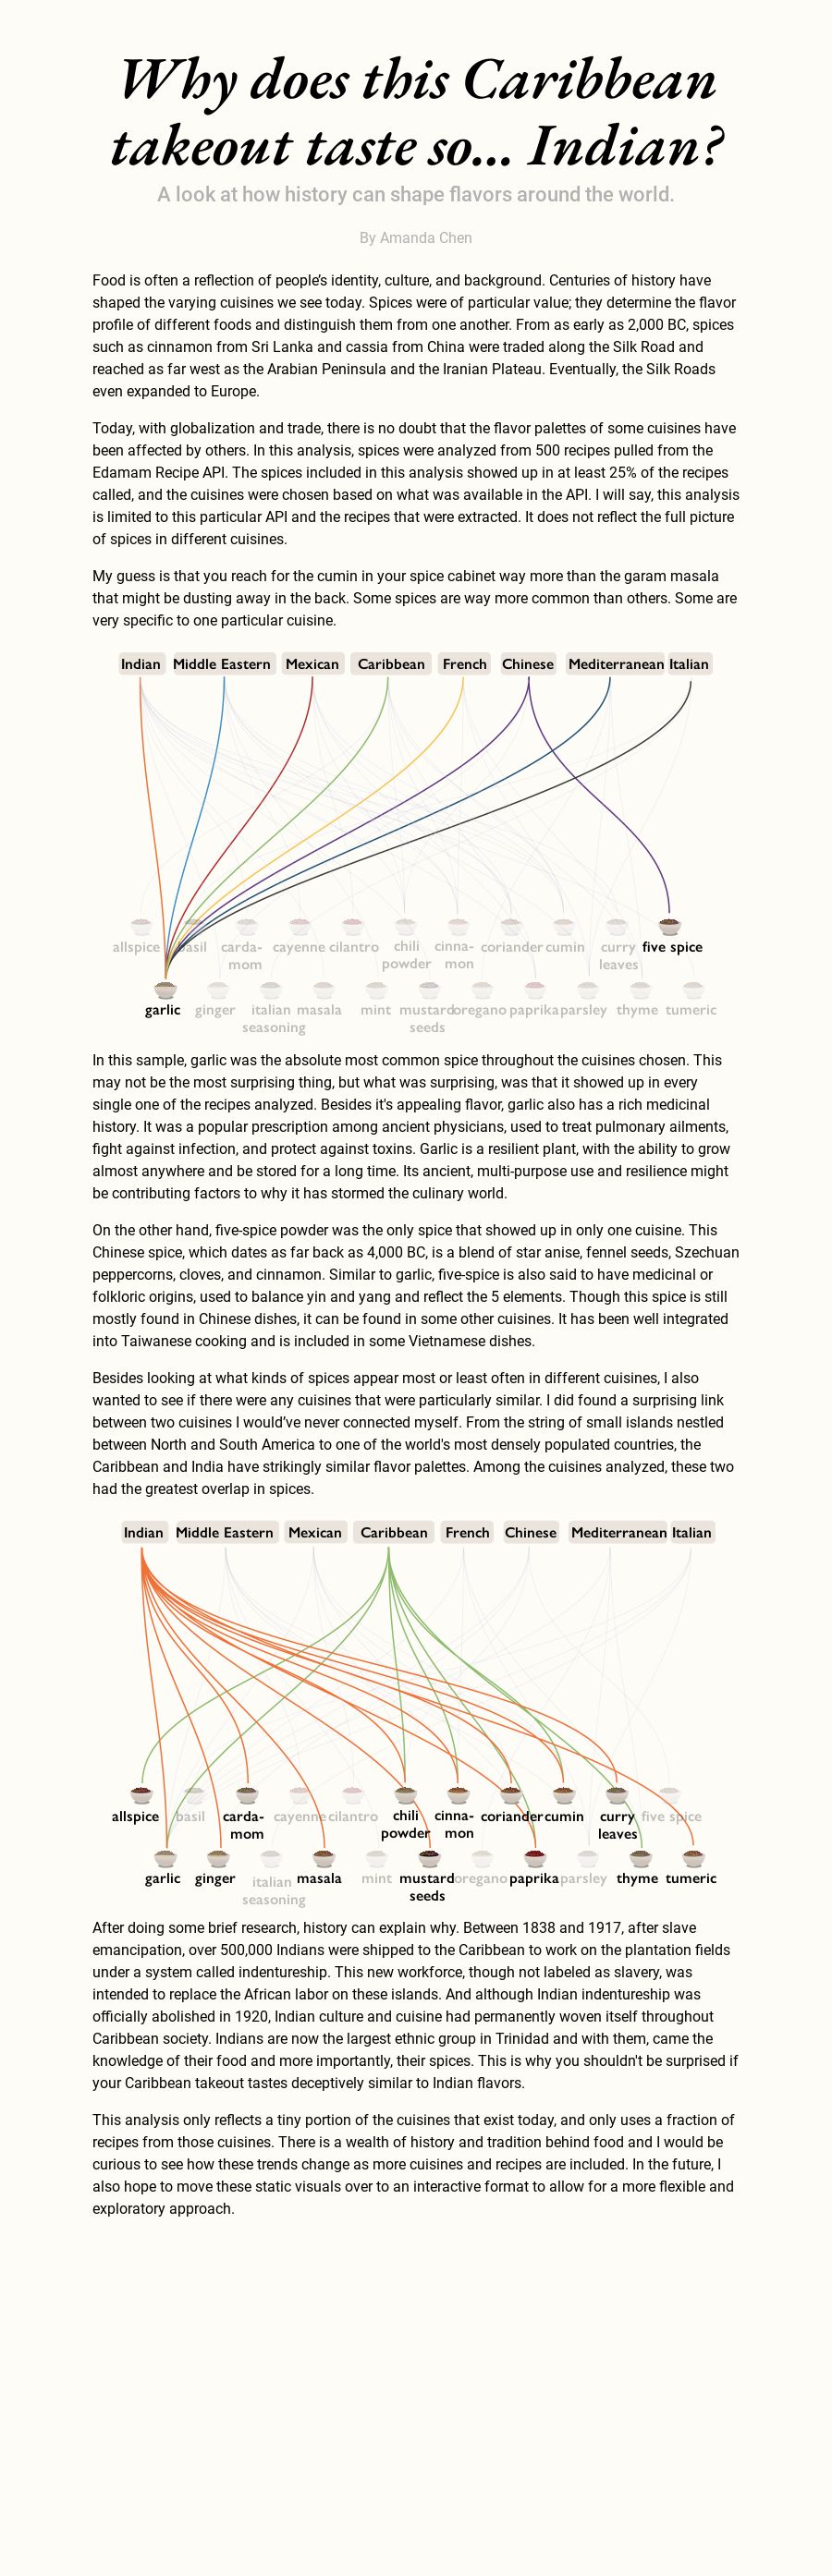 Why does this Caribbean
takeout taste so... Indian?
A look at how history can shape flavors around the world.
By Amanda Chen
Food is often a reflection of people’s identity, culture, and background. Centuries of history have
shaped the varying cuisines we see today. Spices were of particular value; they determine the flavor
profile of different foods and distinguish them from one another. From as early as 2,000 BC, spices
such as cinnamon from Sri Lanka and cassia from China were traded along the Silk Road and
reached as far west as the Arabian Peninsula and the Iranian Plateau. Eventually, the Silk Roads
even expanded to Europe.
Today, with globalization and trade, there is no doubt that the flavor palettes of some cuisines have
been affected by others. In this analysis, spices were analyzed from 500 recipes pulled from the
Edamam Recipe API. The spices included in this analysis showed up in at least 25% of the recipes
called, and the cuisines were chosen based on what was available in the API. I will say, this analysis
is limited to this particular API and the recipes that were extracted. It does not reflect the full picture
of spices in different cuisines.
My guess is that you reach for the cumin in your spice cabinet way more than the garam masala
that might be dusting away in the back. Some spices are way more common than others. Some are
very specific to one particular cuisine.
Indian Middle Eastern Mexican Caribbean French Chinese Mediterranean Italian
allspice basil carda- cayenne cilantro chili cinna- coriander cumin curry five spice
mom powder mon leaves
garlic ginger italian masala mint mustard oregano paprika parsley thyme tumeric
seasoning seeds
In this sample, garlic was the absolute most common spice throughout the cuisines chosen. This
may not be the most surprising thing, but what was surprising, was that it showed up in every
single one of the recipes analyzed. Besides it's appealing flavor, garlic also has a rich medicinal
history. It was a popular prescription among ancient physicians, used to treat pulmonary ailments,
fight against infection, and protect against toxins. Garlic is a resilient plant, with the ability to grow
almost anywhere and be stored for a long time. Its ancient, multi-purpose use and resilience might
be contributing factors to why it has stormed the culinary world.
On the other hand, five-spice powder was the only spice that showed up in only one cuisine. This
Chinese spice, which dates as far back as 4,000 BC, is a blend of star anise, fennel seeds, Szechuan
peppercorns, cloves, and cinnamon. Similar to garlic, five-spice is also said to have medicinal or
folkloric origins, used to balance yin and yang and reflect the 5 elements. Though this spice is still
mostly found in Chinese dishes, it can be found in some other cuisines. It has been well integrated
into Taiwanese cooking and is included in some Vietnamese dishes.
Besides looking at what kinds of spices appear most or least often in different cuisines, I also
wanted to see if there were any cuisines that were particularly similar. I did found a surprising link
between two cuisines I would’ve never connected myself. From the string of small islands nestled
between North and South America to one of the world's most densely populated countries, the
Caribbean and India have strikingly similar flavor palettes. Among the cuisines analyzed, these two
had the greatest overlap in spices.
Indian Middle Eastern Mexican Caribbean French Chinese Mediterranean Italian
allspice basil carda- cayenne cilantro chili cinna- coriander cumin curry five spice
mom powder mon leaves
garlic ginger italian masala mint mustard oregano paprika parsley thyme tumeric
seasoning seeds
After doing some brief research, history can explain why. Between 1838 and 1917, after slave
emancipation, over 500,000 Indians were shipped to the Caribbean to work on the plantation fields
under a system called indentureship. This new workforce, though not labeled as slavery, was
intended to replace the African labor on these islands. And although Indian indentureship was
officially abolished in 1920, Indian culture and cuisine had permanently woven itself throughout
Caribbean society. Indians are now the largest ethnic group in Trinidad and with them, came the
knowledge of their food and more importantly, their spices. This is why you shouldn't be surprised if
your Caribbean takeout tastes deceptively similar to Indian flavors.
This analysis only reflects a tiny portion of the cuisines that exist today, and only uses a fraction of
recipes from those cuisines. There is a wealth of history and tradition behind food and I would be
curious to see how these trends change as more cuisines and recipes are included. In the future, I
also hope to move these static visuals over to an interactive format to allow for a more flexible and
exploratory approach.